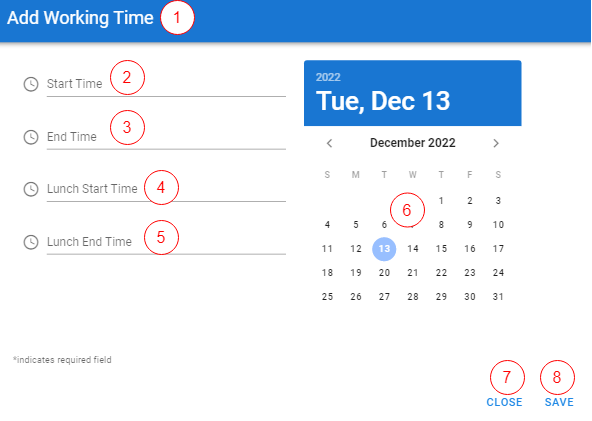 Add Working Time 1
Start Time 2
End Time 3
Lunch Start Time 4
Lunch End Time 5
2022
Tue, Dec 13
December 2022
S M T W T F S
6
1 2 3
4 5 6 8 9 10
11 12 13 14 15 16 17
18 19 20 21 22 23 24
25 26 27 28 29 30 31
*indicates required field
7 8
CLOSE SAVE